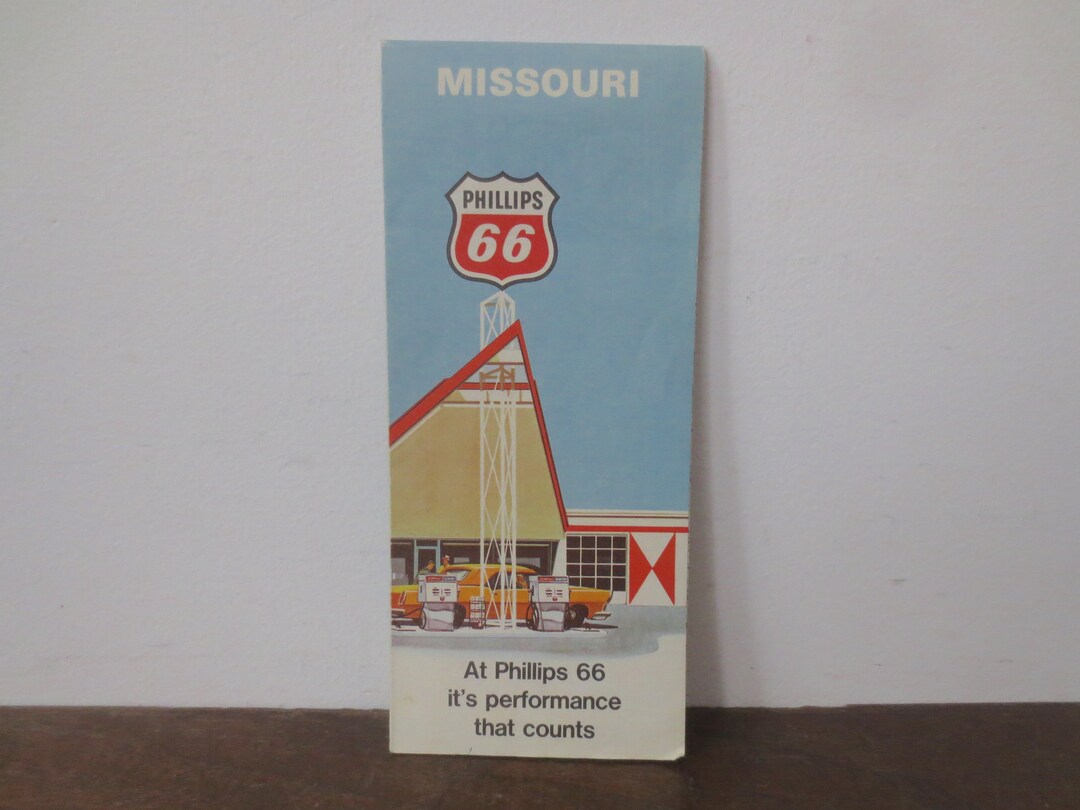 MISSOURI
PHILLIPS
66
At Phillips 66
it's performance
that counts